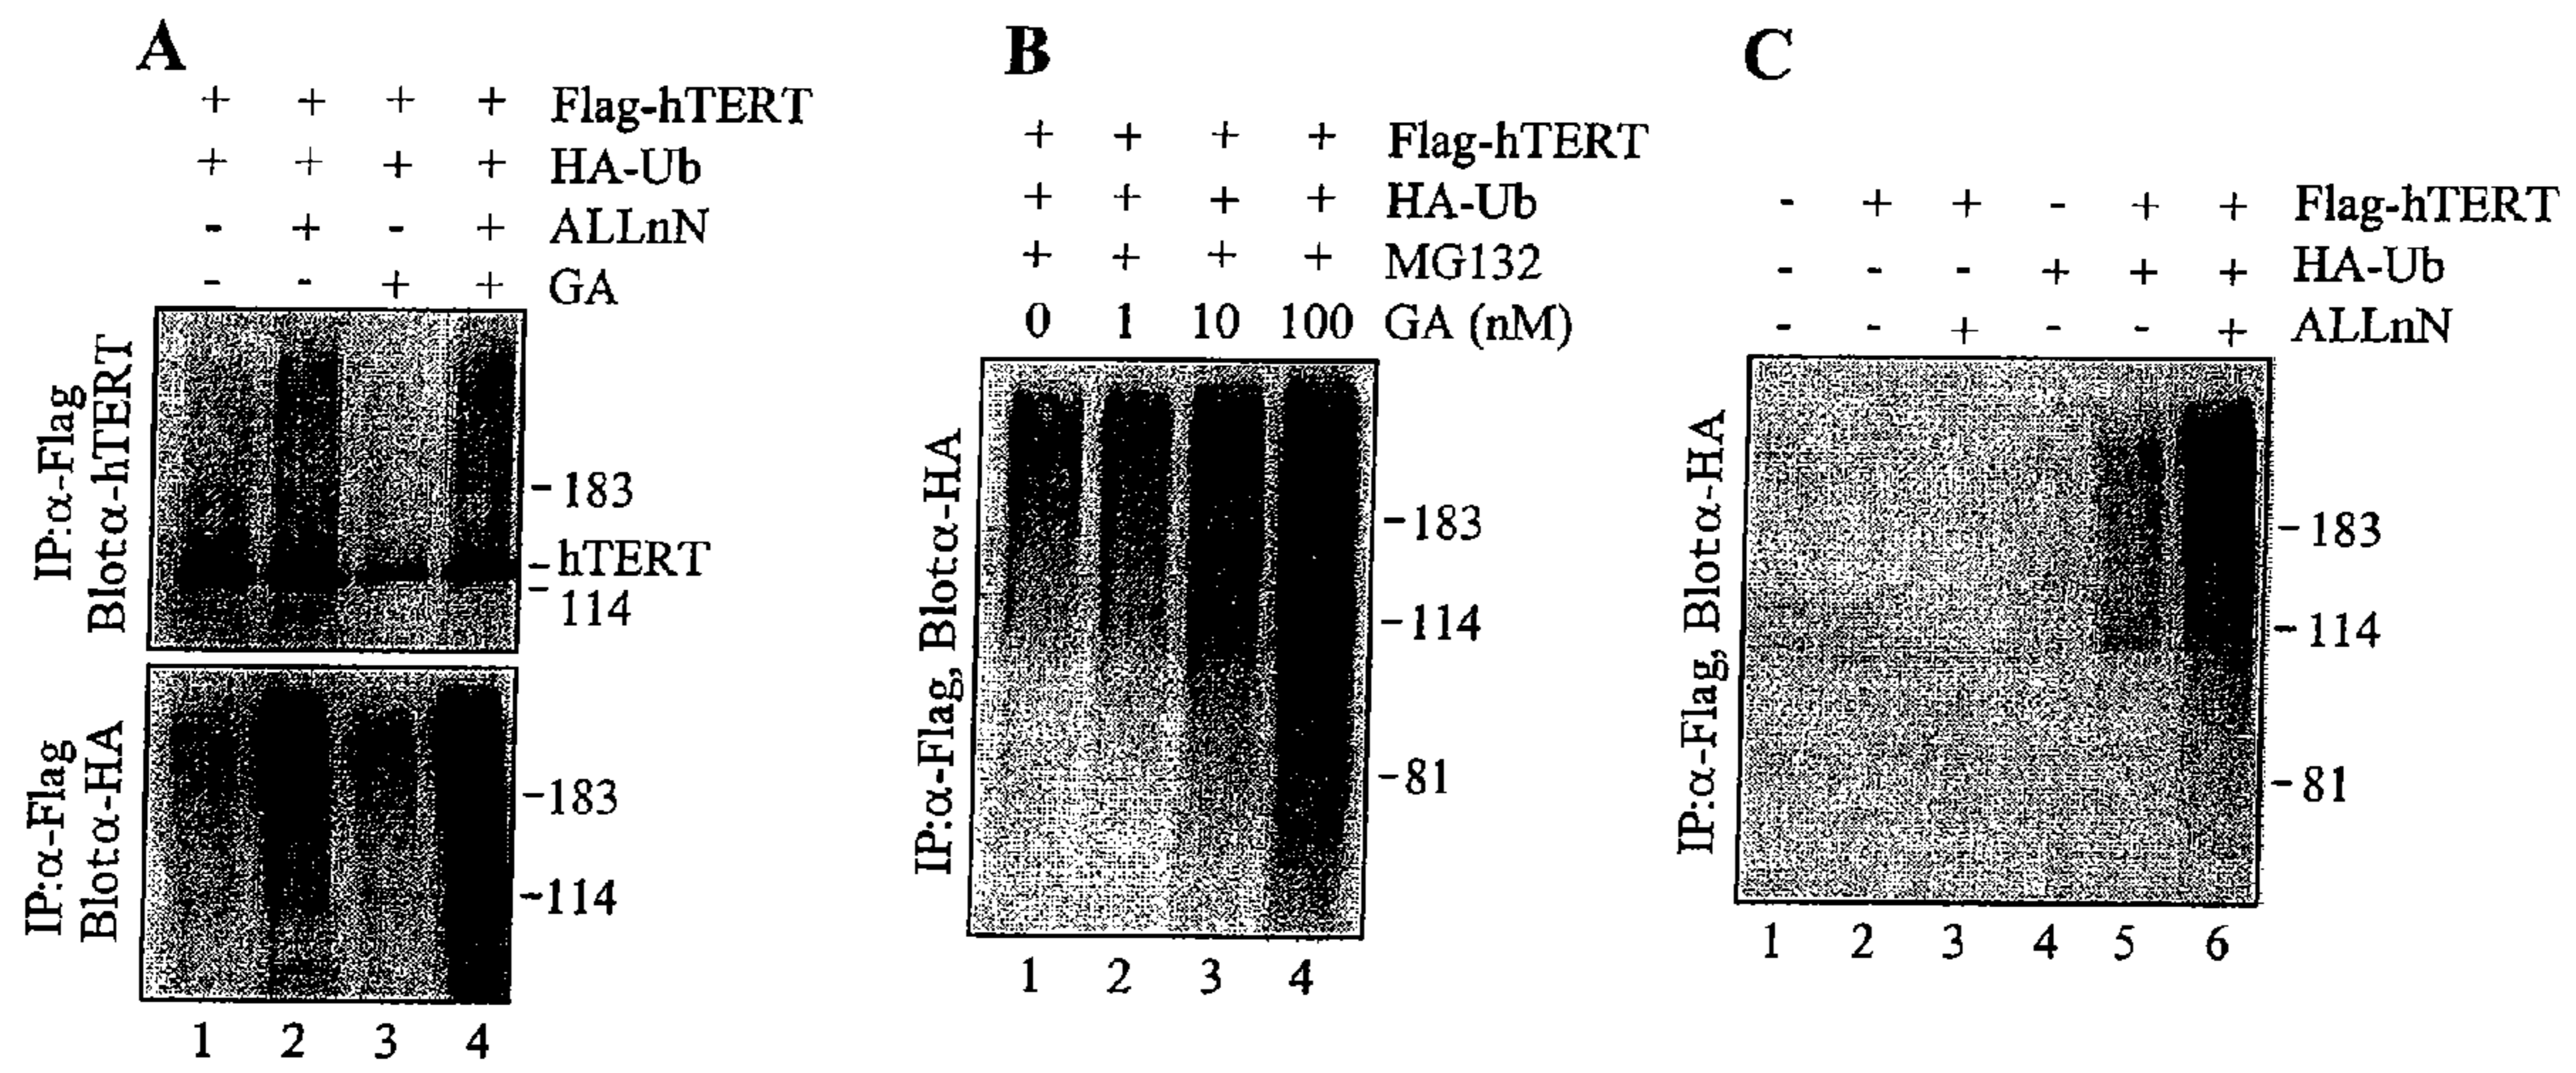 A
+ + + + Flag-hTERT
+ + + + HA-Ub
- + - + ALLnN
- - + + GA
IP:α-Flag
Blotα-hTERT
-183
-hTERT
-114
IP:α-Flag
Blotα-HA
-183
-114
1 2 3 4
B
+ + + + Flag-hTERT
+ + + + HA-Ub
+ + + + MG132
0 1 10 100 GA (nM)
IP:α-Flag, Blotα-HA
-183
-114
-81
1 2 3 4
C
- + + - + + Flag-hTERT
- - - + + + HA-Ub
- - + - - + ALLnN
IP:α-Flag, Blotα-HA
-183
-114
-81
1 2 3 4 5 6